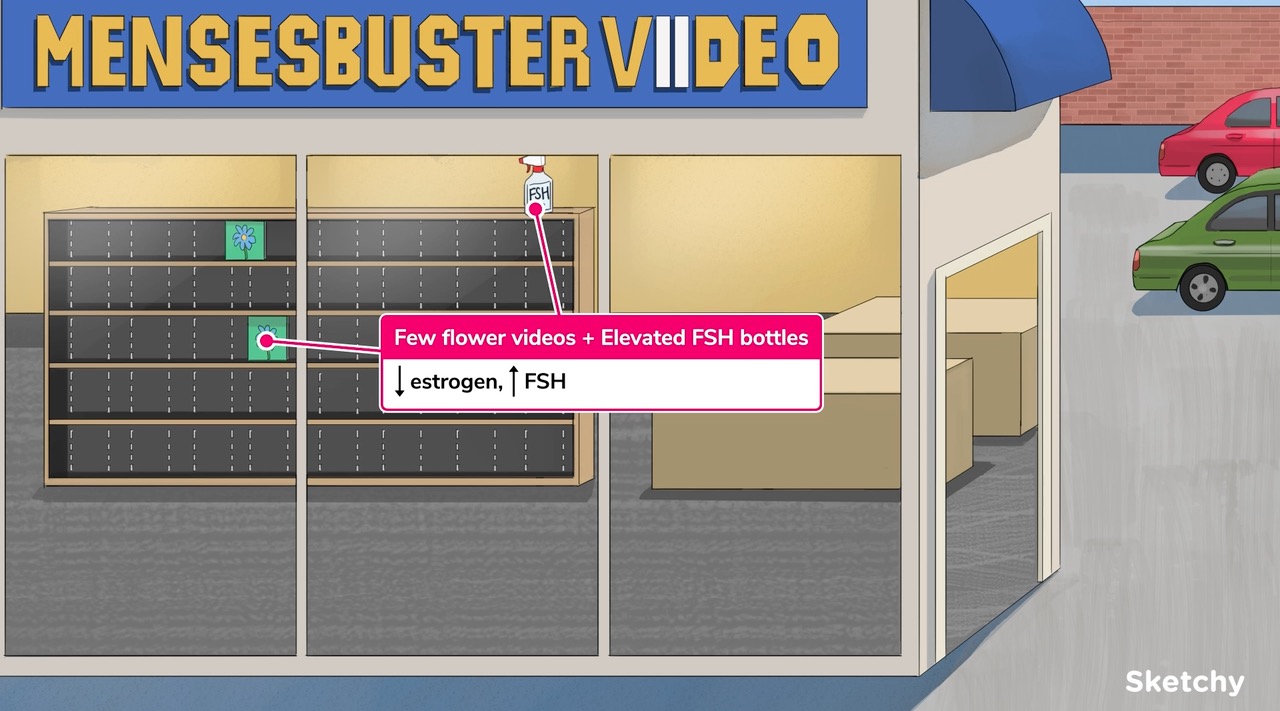 MENSESBUSTER VIIDEO
FSH
Few flower videos + Elevated FSH bottles
↓ estrogen, ↑ FSH
Sketchy